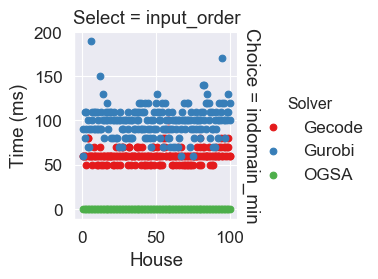 Select = input_order
Choice = indomain_min
Time (ms)
200
150
100
50
0
0
50
100
House
Solver
Gecode
Gurobi
OGSA